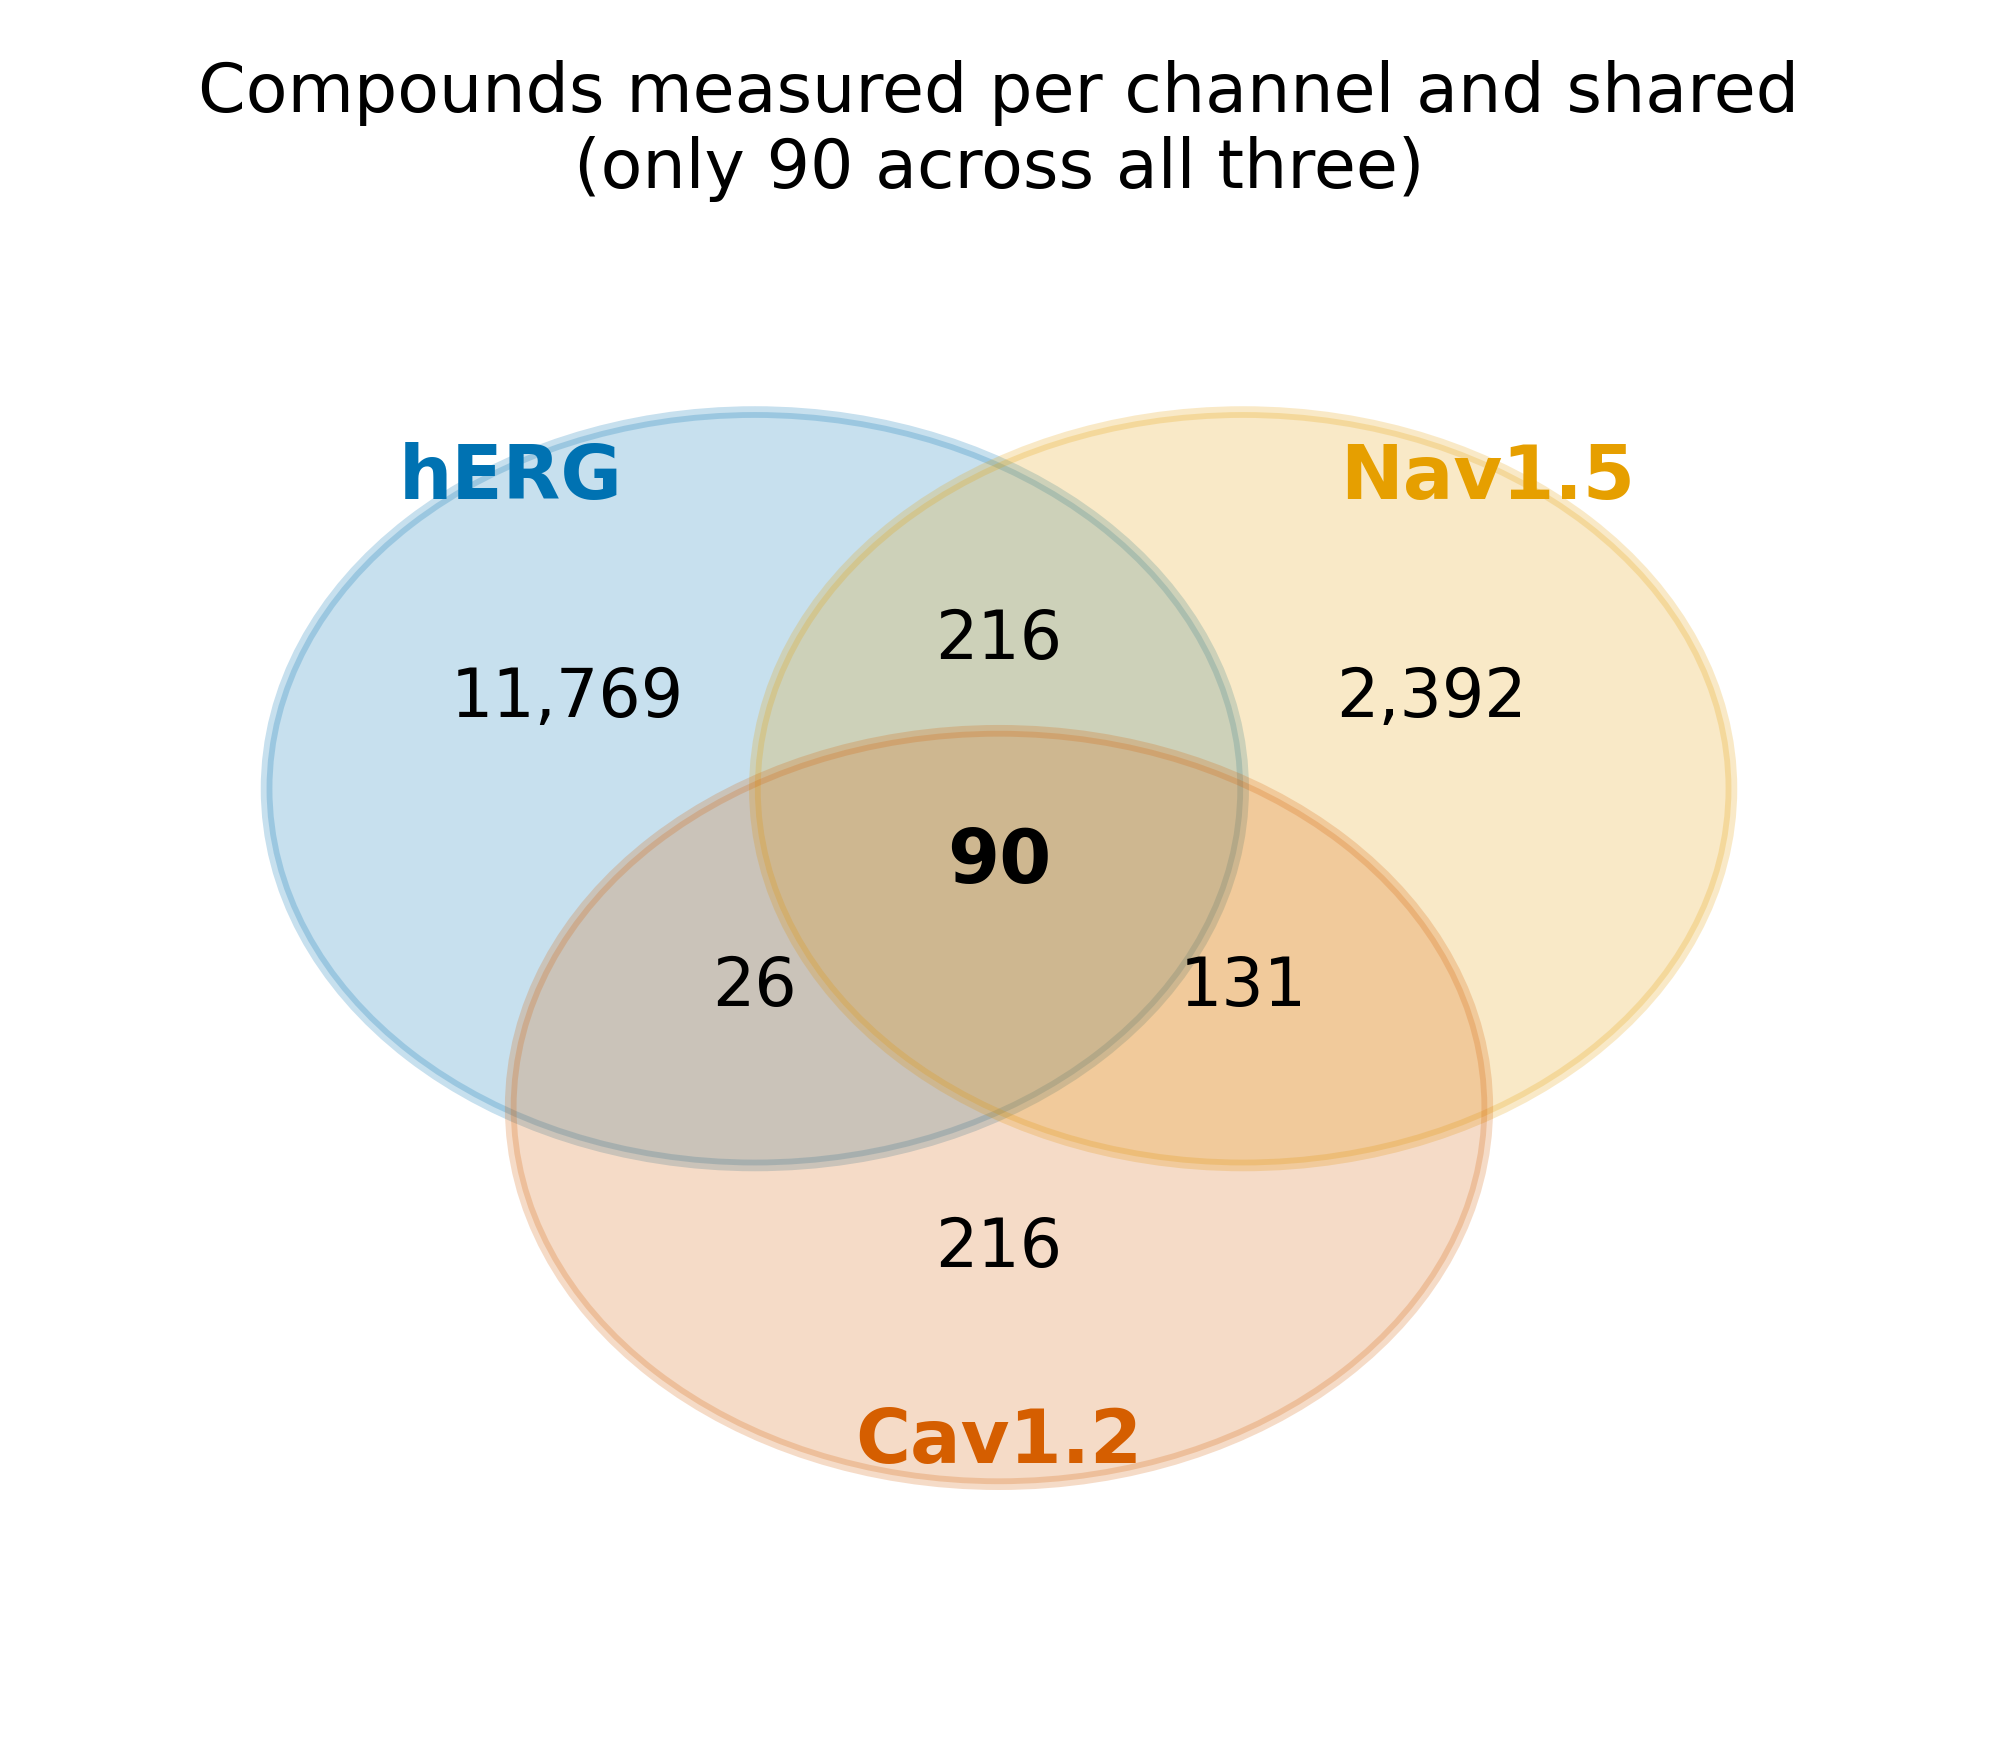 Compounds measured per channel and shared
(only 90 across all three)
hERG
Nav1.5
216
11,769
2,392
90
26
131
216
Cav1.2